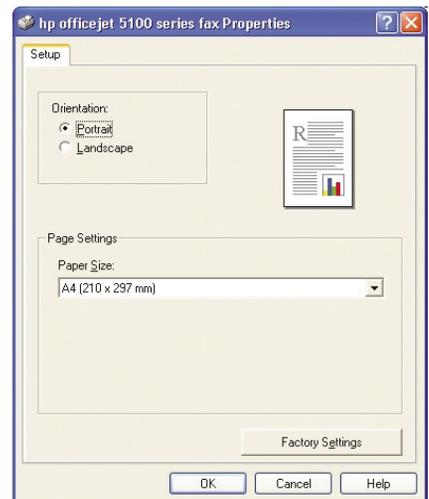 hp officejet 5100 series fax Properties
Setup
Orientation:
Portrait
Landscape
R
Page Settings
Paper Size:
A4 (210 x 297 mm)
Factory Settings
OK Cancel Help